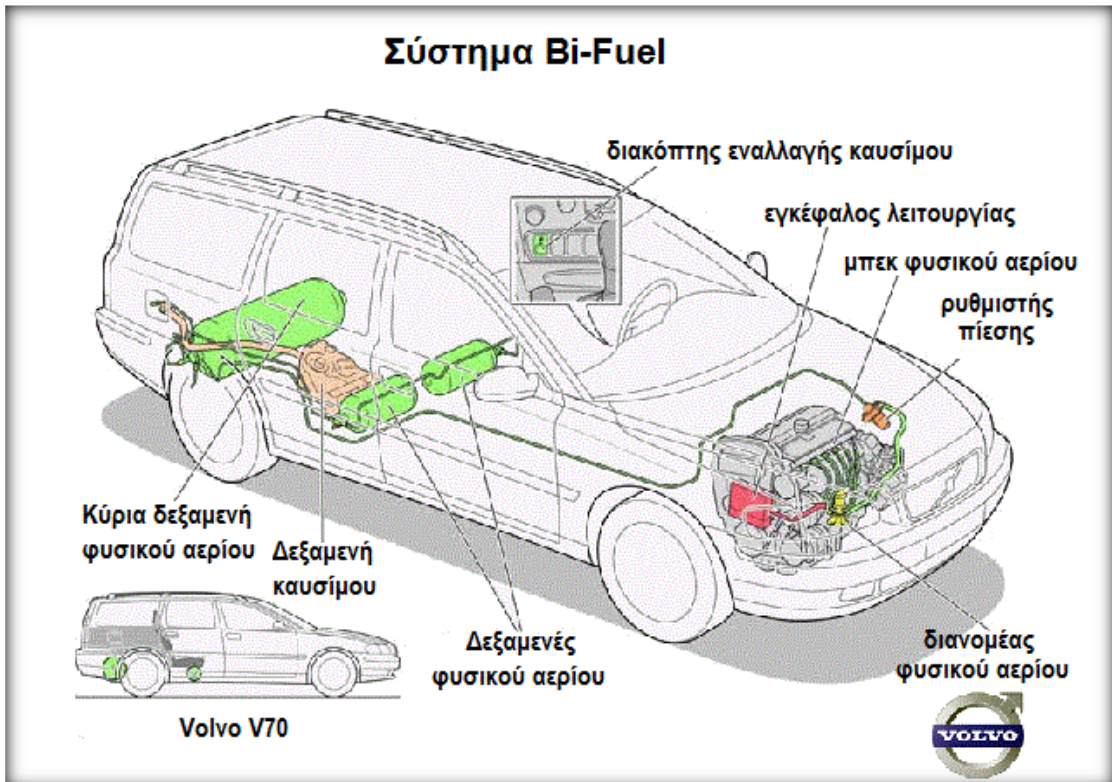 Σύστημα Bi-Fuel
διακόπτης εναλλαγής καυσίμου
εγκέφαλος λειτουργίας
μπεκ φυσικού αερίου
ρυθμιστής
πίεσης
Κύρια δεξαμενή
φυσικού αερίου
Δεξαμενή
καυσίμου
Δεξαμενές
φυσικού αερίου
διανομέας
φυσικού αερίου
Volvo V70
VOLVO